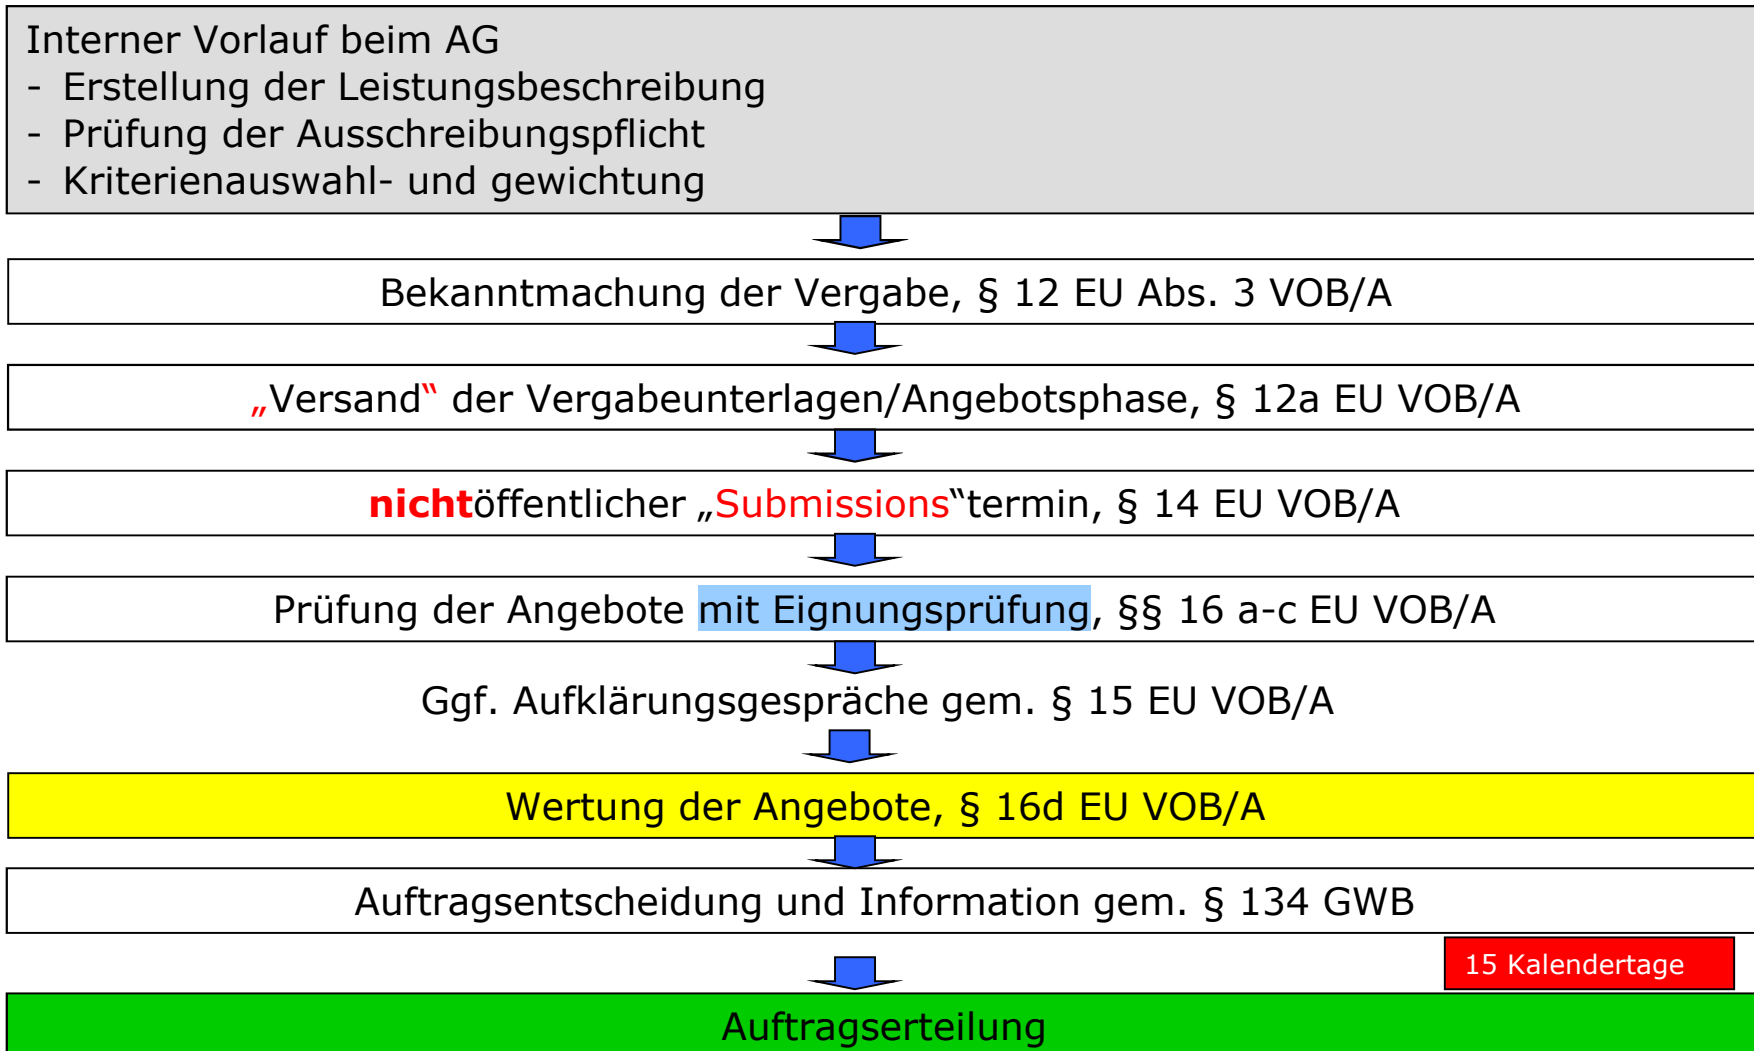 Interner Vorlauf beim AG
- Erstellung der Leistungsbeschreibung
- Prüfung der Ausschreibungspflicht
- Kriterienauswahl- und gewichtung
Bekanntmachung der Vergabe, § 12 EU Abs. 3 VOB/A
„Versand“ der Vergabeunterlagen/Angebotsphase, § 12a EU VOB/A
nichtöffentlicher „Submissions“termin, § 14 EU VOB/A
Prüfung der Angebote mit Eignungsprüfung, §§ 16 a-c EU VOB/A
Ggf. Aufklärungsgespräche gem. § 15 EU VOB/A
Wertung der Angebote, § 16d EU VOB/A
Auftragsentscheidung und Information gem. § 134 GWB
15 Kalendertage
Auftragserteilung